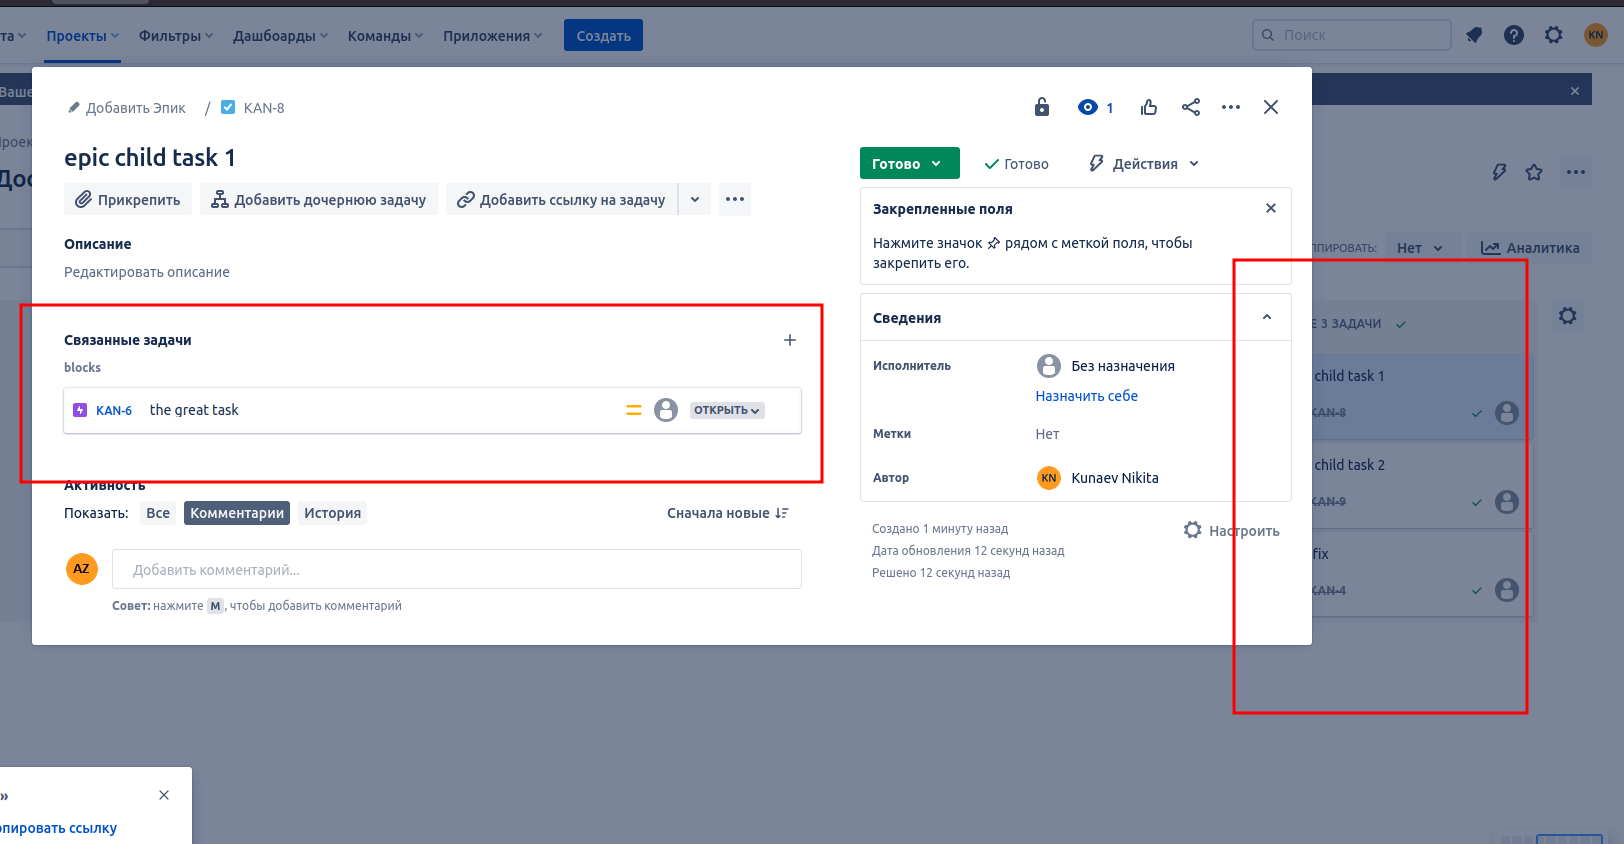 та Проекты Фильтры Дашборды Команды Приложения Создать Поиск KN
Ваше
Добавить Эпик / KAN-8 1
epic child task 1
Готово Готово Действия
Прикрепить Добавить дочернюю задачу Добавить ссылку на задачу
Закрепленные поля
Нажмите значок рядом с меткой поля, чтобы
закрепить его.
Описание
Редактировать описание
Нет Аналитика
Связанные задачи
blocks
KAN-6 the great task ОТКРЫТЬ
Сведения
Исполнитель Без назначения
Назначить себе
Метки Нет
Автор KN Kunaev Nikita
Активность
Показать: Все Комментарии История Сначала новые
AZ Добавить комментарий...
Совет: нажмите M, чтобы добавить комментарий
Создано 1 минуту назад
Дата обновления 12 секунд назад
Решено 12 секунд назад
Настроить
Е 3 ЗАДАЧИ
child task 1
KAN-8
child task 2
KAN-9
fix
KAN-4
»
опировать ссылку